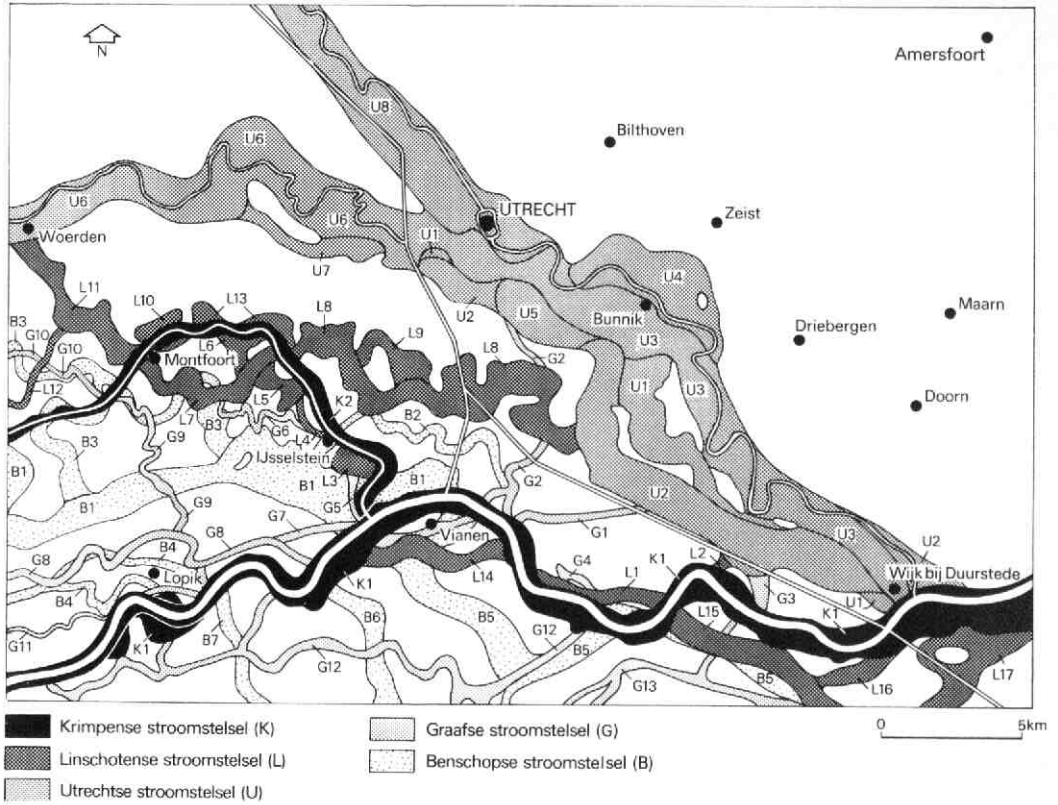 N
Amersfoort
U8
Bilthoven
U6
UTRECHT
Zeist
U6
U6
Woerden
U1
U4
U7
L11
L10
L13
L8
U2
U5
Bunnik
Maarn
B3
G10
L6
L9
L8
U3
Driebergen
G10
Montfoort
G2
L12
L5
K2
U1
U3
Doorn
L7
B3
G6
B2
B3
G9
L4
IJsselstein
B1
B1
L3
B1
G2
U2
B1
G9
G5
G7
G1
U3
G8
B4
G8
Vianen
U2
G8
Lopik
K1
L14
G4
L1
K1
L2
Wijk bij Duurstede
B4
G3
U1
K1
B5
L15
G11
K1
B7
B6
G12
G12
B5
G13
B5
L16
L17
Krimpense stroomstelsel (K)
Graafse stroomstelsel (G)
0 5km
Linschotense stroomstelsel (L)
Benschopse stroomstelsel (B)
Utrechtse stroomstelsel (U)